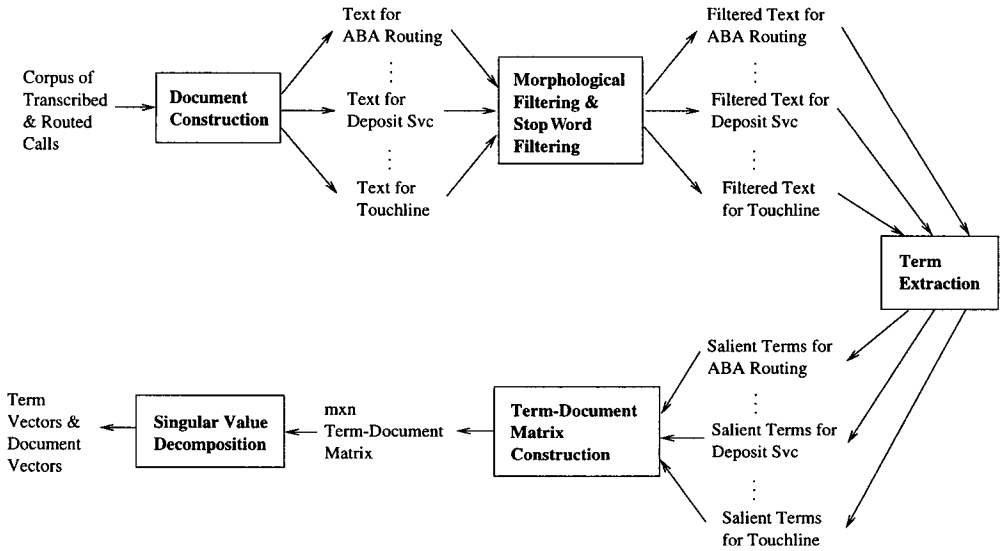 Corpus of
Transcribed
& Routed
Calls
Document
Construction
Text for
ABA Routing
Text for
Deposit Svc
Text for
Touchline
Morphological
Filtering &
Stop Word
Filtering
Filtered Text for
ABA Routing
Filtered Text for
Deposit Svc
Filtered Text
for Touchline
Term
Extraction
Salient Terms for
ABA Routing
Salient Terms for
Deposit Svc
Salient Terms
for Touchline
Term-Document
Matrix
Construction
mxn
Term-Document
Matrix
Singular Value
Decomposition
Term
Vectors &
Document
Vectors